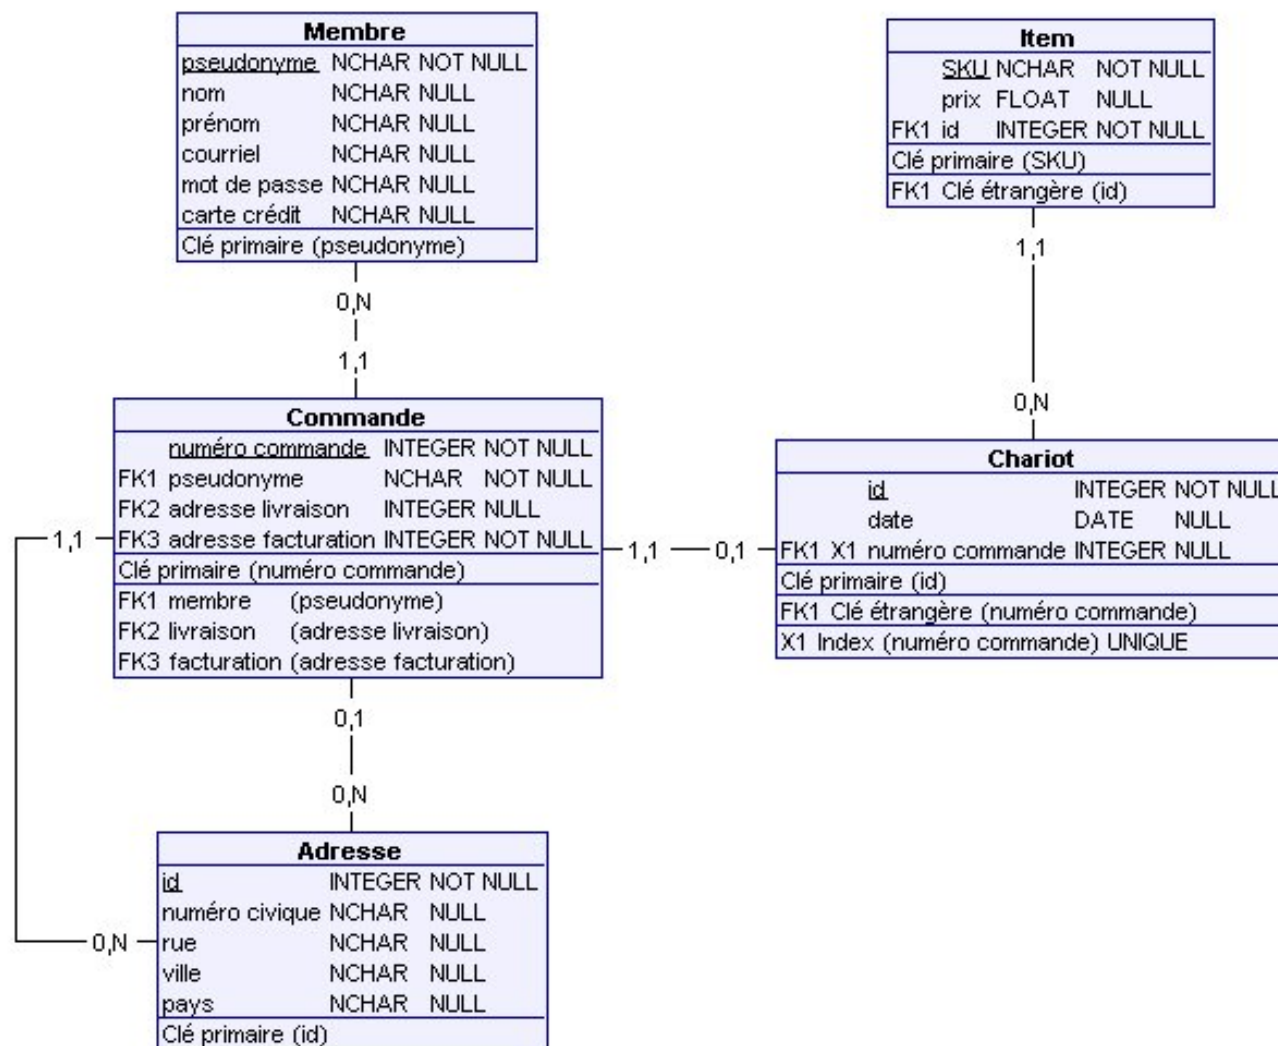 Membre
pseudonyme NCHAR NOT NULL
nom NCHAR NULL
prénom NCHAR NULL
courriel NCHAR NULL
mot de passe NCHAR NULL
carte crédit NCHAR NULL
Clé primaire (pseudonyme)
Item
SKU NCHAR NOT NULL
prix FLOAT NULL
FK1 id INTEGER NOT NULL
Clé primaire (SKU)
FK1 Clé étrangère (id)
0,N
1,1
1,1
0,N
Commande
numéro commande INTEGER NOT NULL
FK1 pseudonyme NCHAR NOT NULL
FK2 adresse livraison INTEGER NULL
FK3 adresse facturation INTEGER NOT NULL
Clé primaire (numéro commande)
FK1 membre (pseudonyme)
FK2 livraison (adresse livraison)
FK3 facturation (adresse facturation)
1,1
1,1
0,1
Chariot
id INTEGER NOT NULL
date DATE NULL
FK1 X1 numéro commande INTEGER NULL
Clé primaire (id)
FK1 Clé étrangère (numéro commande)
X1 Index (numéro commande) UNIQUE
0,1
0,N
0,N
Adresse
id INTEGER NOT NULL
numéro civique NCHAR NULL
rue NCHAR NULL
ville NCHAR NULL
pays NCHAR NULL
Clé primaire (id)